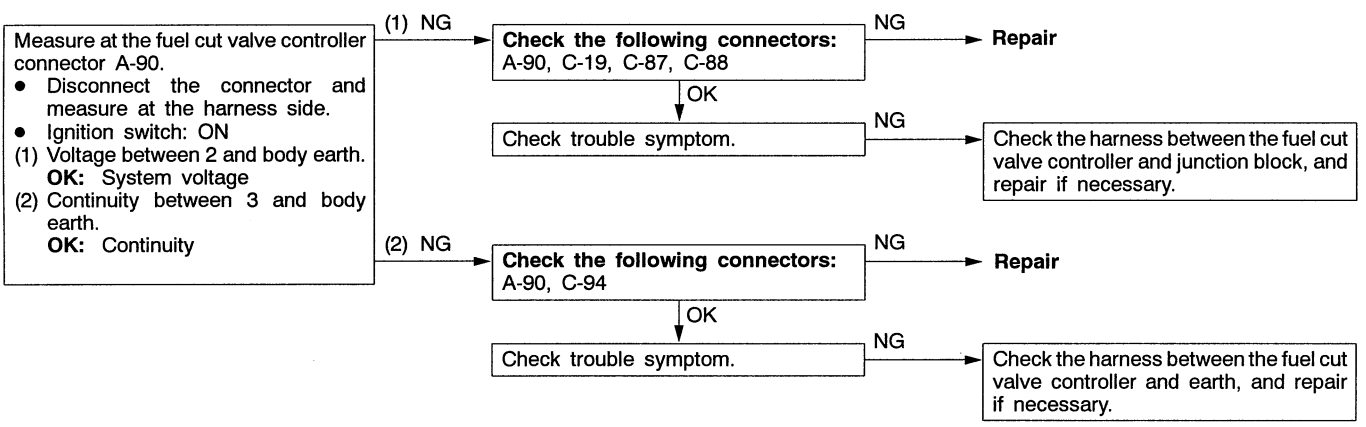 Measure at the fuel cut valve controller
connector A-90.
● Disconnect the connector and
measure at the harness side.
● Ignition switch: ON
(1) Voltage between 2 and body earth.
OK: System voltage
(2) Continuity between 3 and body
earth.
OK: Continuity
(1) NG
Check the following connectors:
A-90, C-19, C-87, C-88
NG
Repair
OK
Check trouble symptom.
NG
Check the harness between the fuel cut
valve controller and junction block, and
repair if necessary.
(2) NG
Check the following connectors:
A-90, C-94
NG
Repair
OK
Check trouble symptom.
NG
Check the harness between the fuel cut
valve controller and earth, and repair
if necessary.